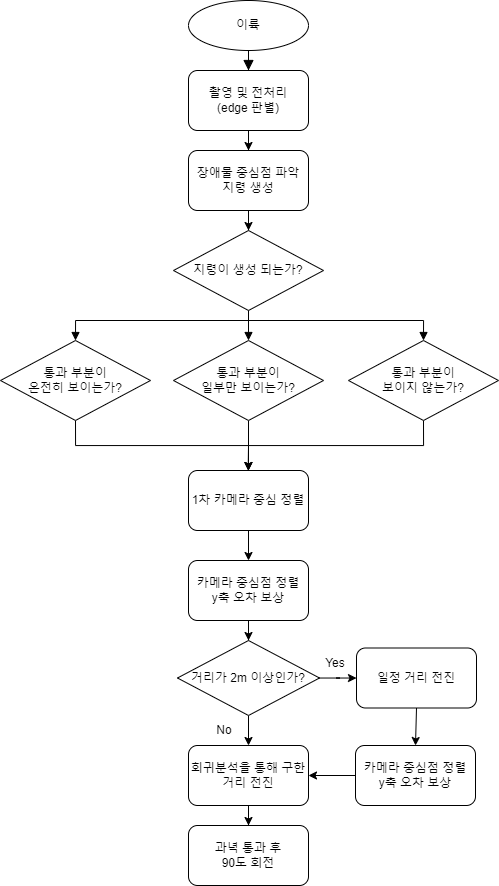 이륙
촬영 및 전처리
(edge 판별)
장애물 중심점 파악
지령 생성
지령이 생성 되는가?
통과 부분이
온전히 보이는가?
통과 부분이
일부만 보이는가?
통과 부분이
보이지 않는가?
1차 카메라 중심 정렬
카메라 중심점 정렬
y축 오차 보상
거리가 2m 이상인가?
Yes
일정 거리 전진
No
회귀분석을 통해 구한
거리 전진
카메라 중심점 정렬
y축 오차 보상
과녁 통과 후
90도 회전